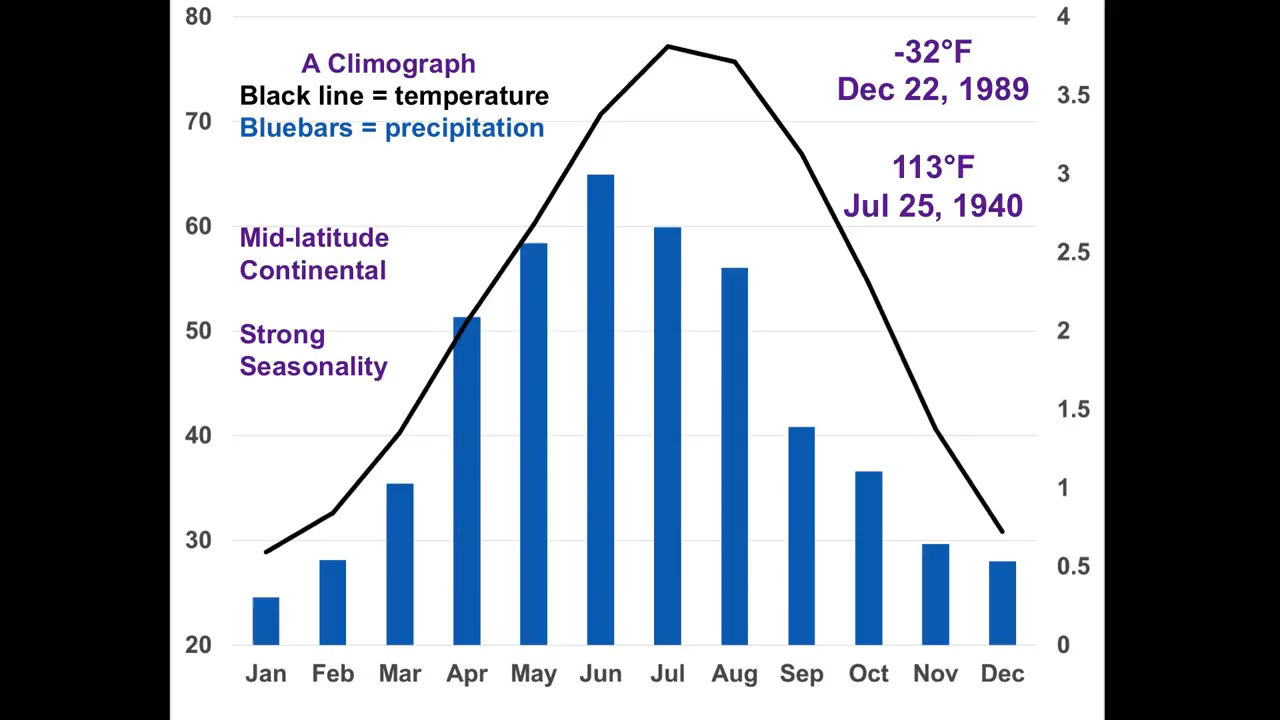 A Climograph
Black line = temperature
Bluebars = precipitation
Mid-latitude
Continental
Strong
Seasonality
-32°F
Dec 22, 1989
113°F
Jul 25, 1940
80
70
60
50
40
30
20
4
3.5
3
2.5
2
1.5
1
0.5
0
Jan Feb Mar Apr May Jun Jul Aug Sep Oct Nov Dec